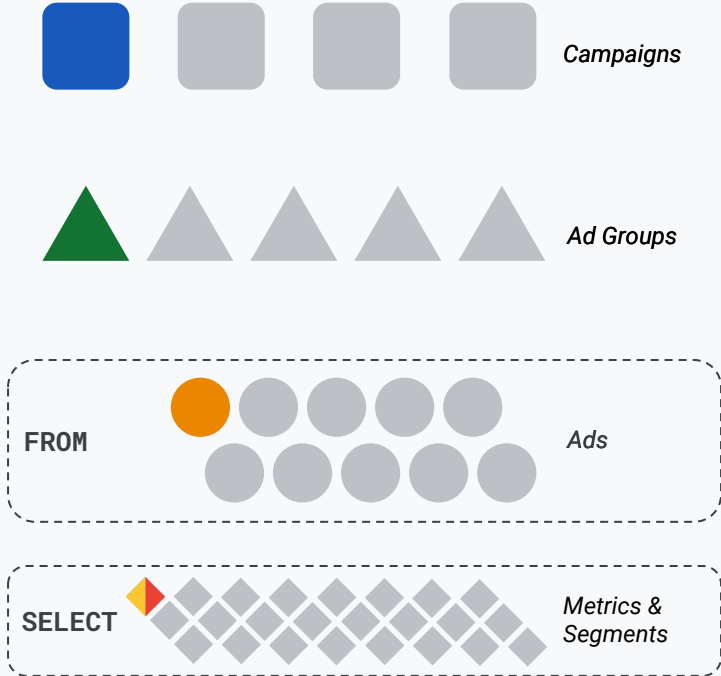 Campaigns
Ad Groups
FROM
Ads
SELECT
Metrics &
Segments